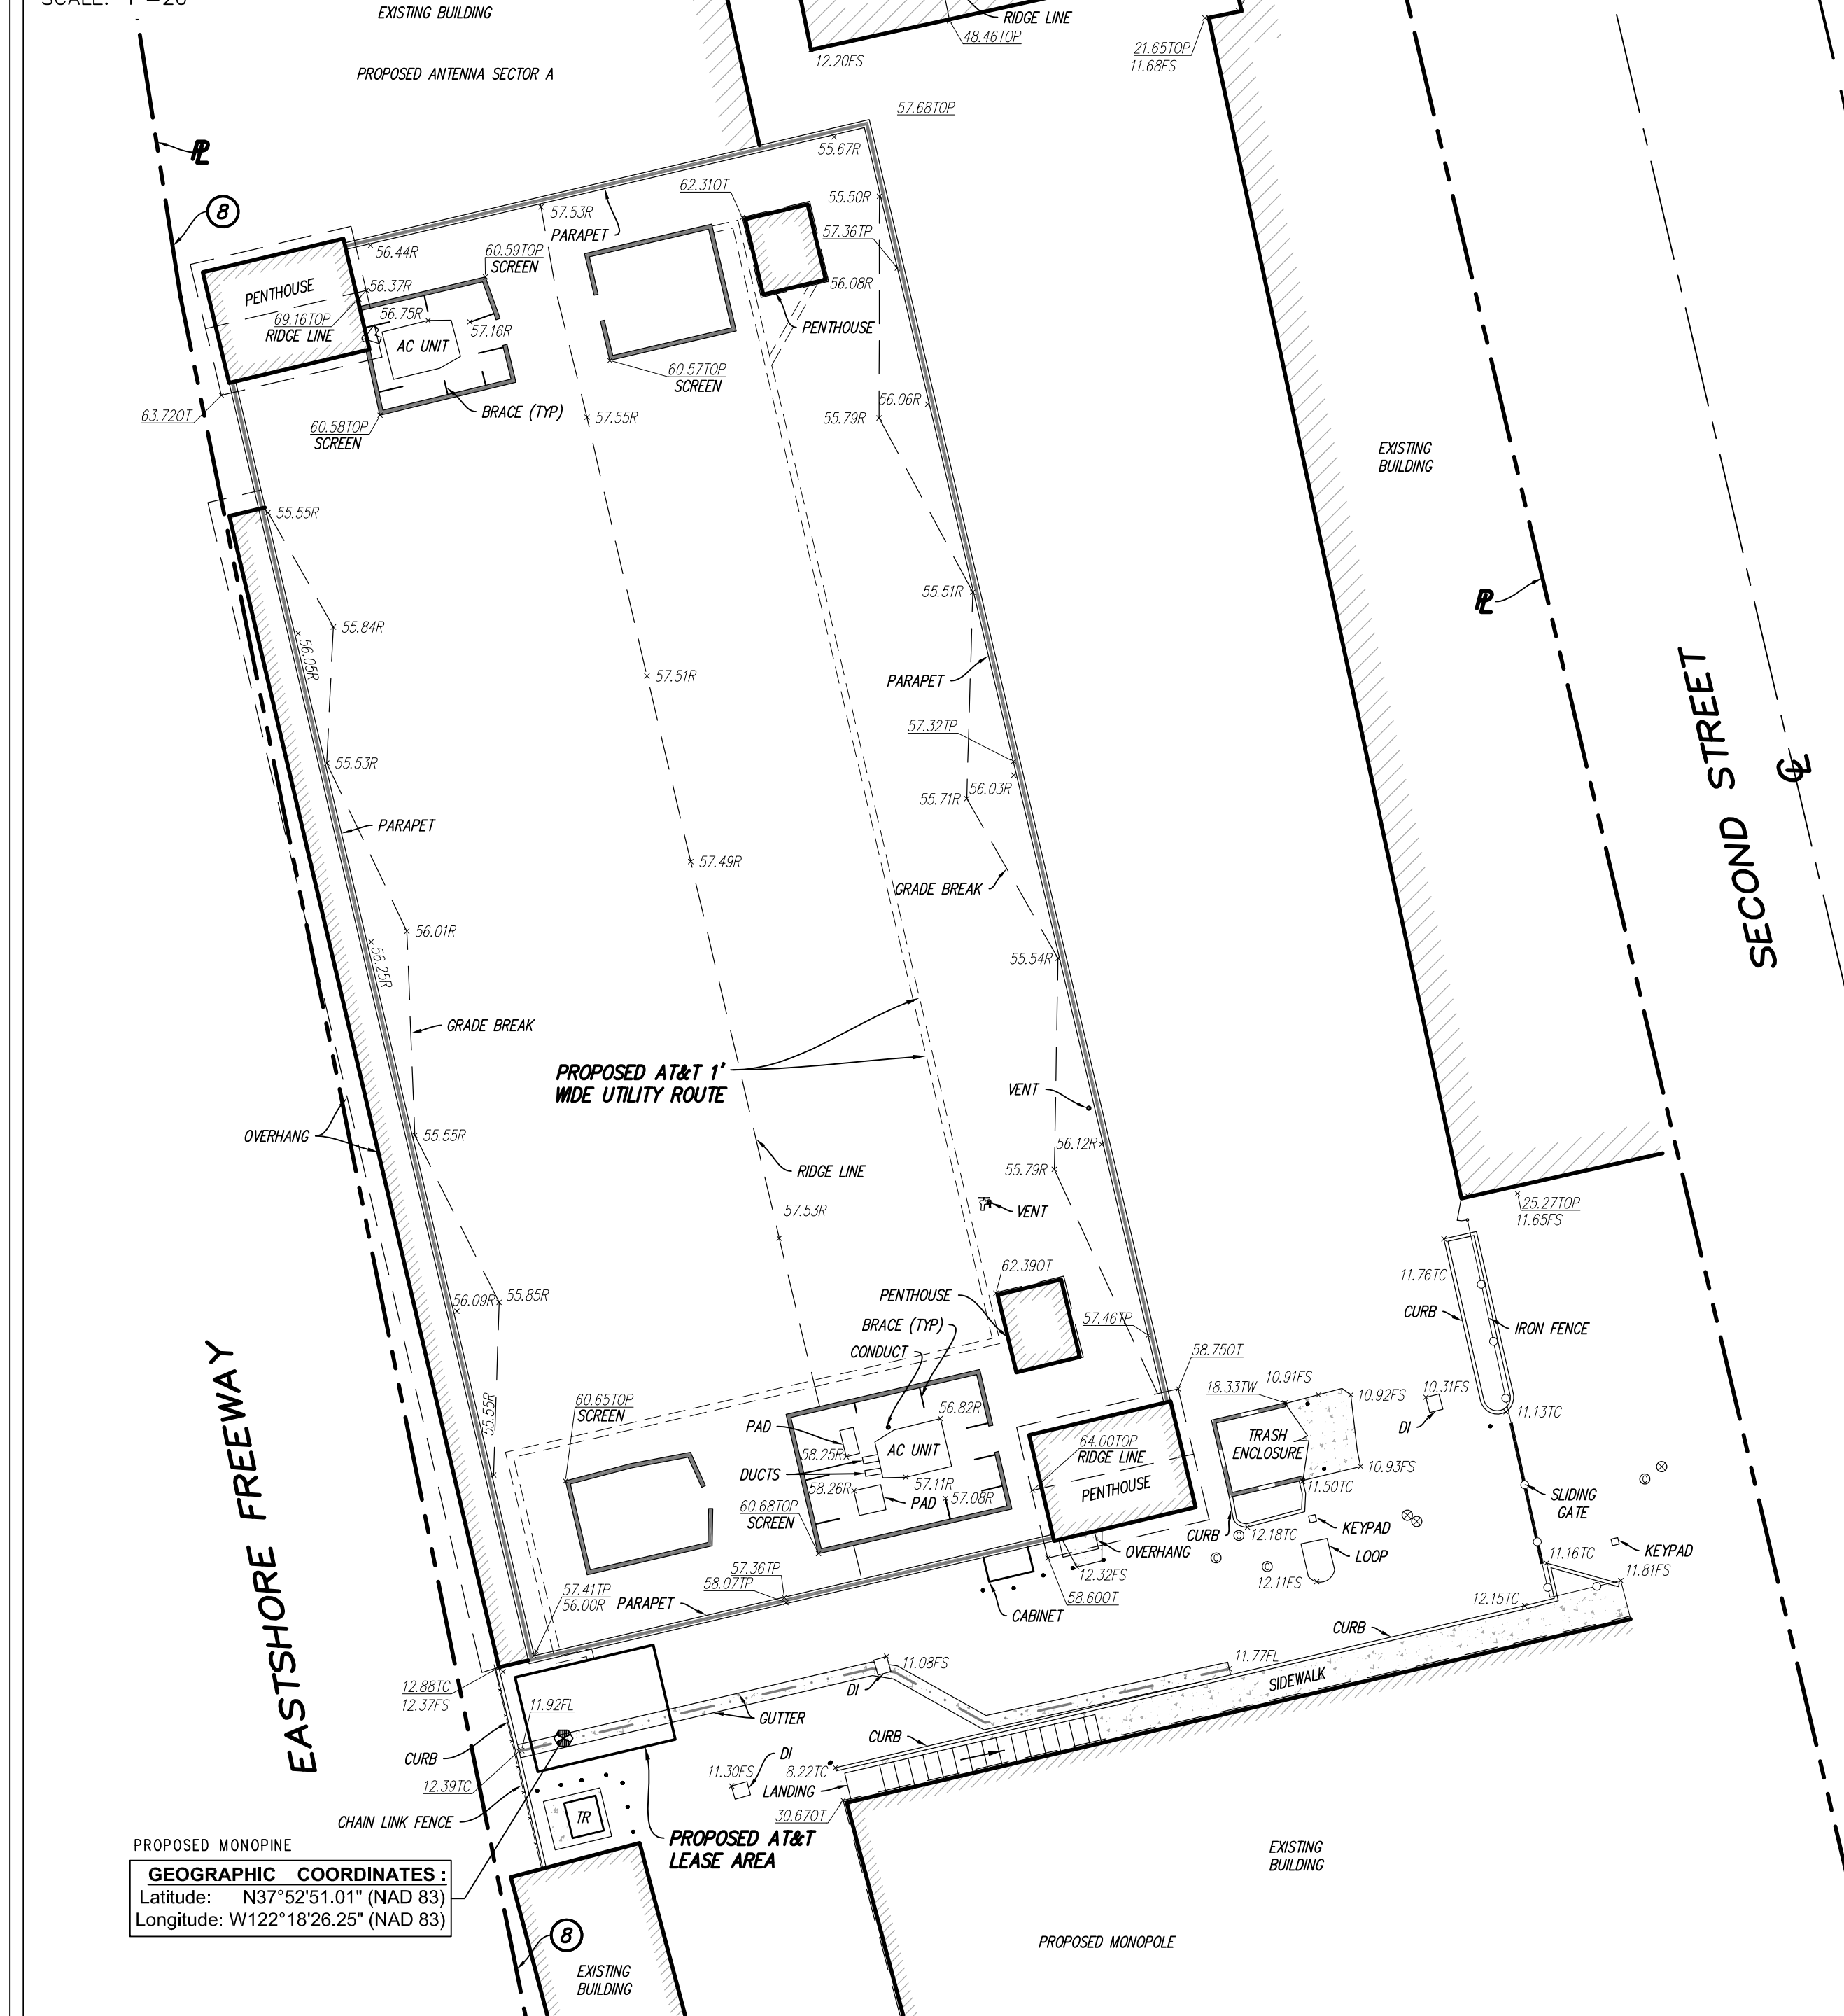 EXISTING BUILDING
RIDGE LINE
48.46TOP
21.65TOP
11.68FS
12.20FS
PROPOSED ANTENNA SECTOR A
57.68TOP
55.67R
PL
8
62.31OT
55.50R
57.53R
PARAPET
57.36TP
56.44R
60.59TOP
SCREEN
PENTHOUSE
56.37R
56.08R
69.16TOP
RIDGE LINE
56.75R
57.16R
AC UNIT
PENTHOUSE
60.57TOP
SCREEN
63.72OT
60.58TOP
SCREEN
BRACE (TYP)
57.55R
56.06R
55.79R
EXISTING
BUILDING
55.55R
55.51R
PL
55.84R
56.05R
57.51R
PARAPET
SECOND STREET
57.32TP
55.53R
CL
56.03R
55.71R
PARAPET
57.49R
GRADE BREAK
56.01R
56.25R
55.54R
GRADE BREAK
PROPOSED AT&T 1'
WIDE UTILITY ROUTE
VENT
OVERHANG
55.55R
56.12R
RIDGE LINE
55.79R
57.53R
VENT
25.27TOP
11.65FS
62.39OT
11.76TC
56.09R
55.85R
PENTHOUSE
CURB
BRACE (TYP)
57.46TP
IRON FENCE
CONDUCT
58.75OT
EASTSHORE FREEWAY
55.55R
60.65TOP
SCREEN
56.82R
18.33TW
10.91FS
10.92FS
10.31FS
11.13TC
DI
PAD
58.25R
AC UNIT
64.00TOP
RIDGE LINE
TRASH
ENCLOSURE
DUCTS
58.26R
57.11R
57.08R
PAD
PENTHOUSE
10.93FS
11.50TC
60.68TOP
SCREEN
SLIDING
GATE
CURB
12.18TC
KEYPAD
OVERHANG
LOOP
KEYPAD
11.16TC
11.81FS
57.36TP
58.07TP
12.32FS
12.11FS
57.41TP
56.00R
PARAPET
58.60OT
CABINET
12.15TC
CURB
11.77FL
11.08FS
SIDEWALK
12.88TC
12.37FS
DI
11.92FL
GUTTER
CURB
CURB
DI
11.30FS
8.22TC
12.39TC
LANDING
30.67OT
CHAIN LINK FENCE
TR
PROPOSED AT&T
LEASE AREA
PROPOSED MONOPINE
EXISTING
BUILDING
GEOGRAPHIC COORDINATES :
Latitude: N37°52'51.01" (NAD 83)
Longitude: W122°18'26.25" (NAD 83)
8
PROPOSED MONOPOLE
EXISTING
BUILDING